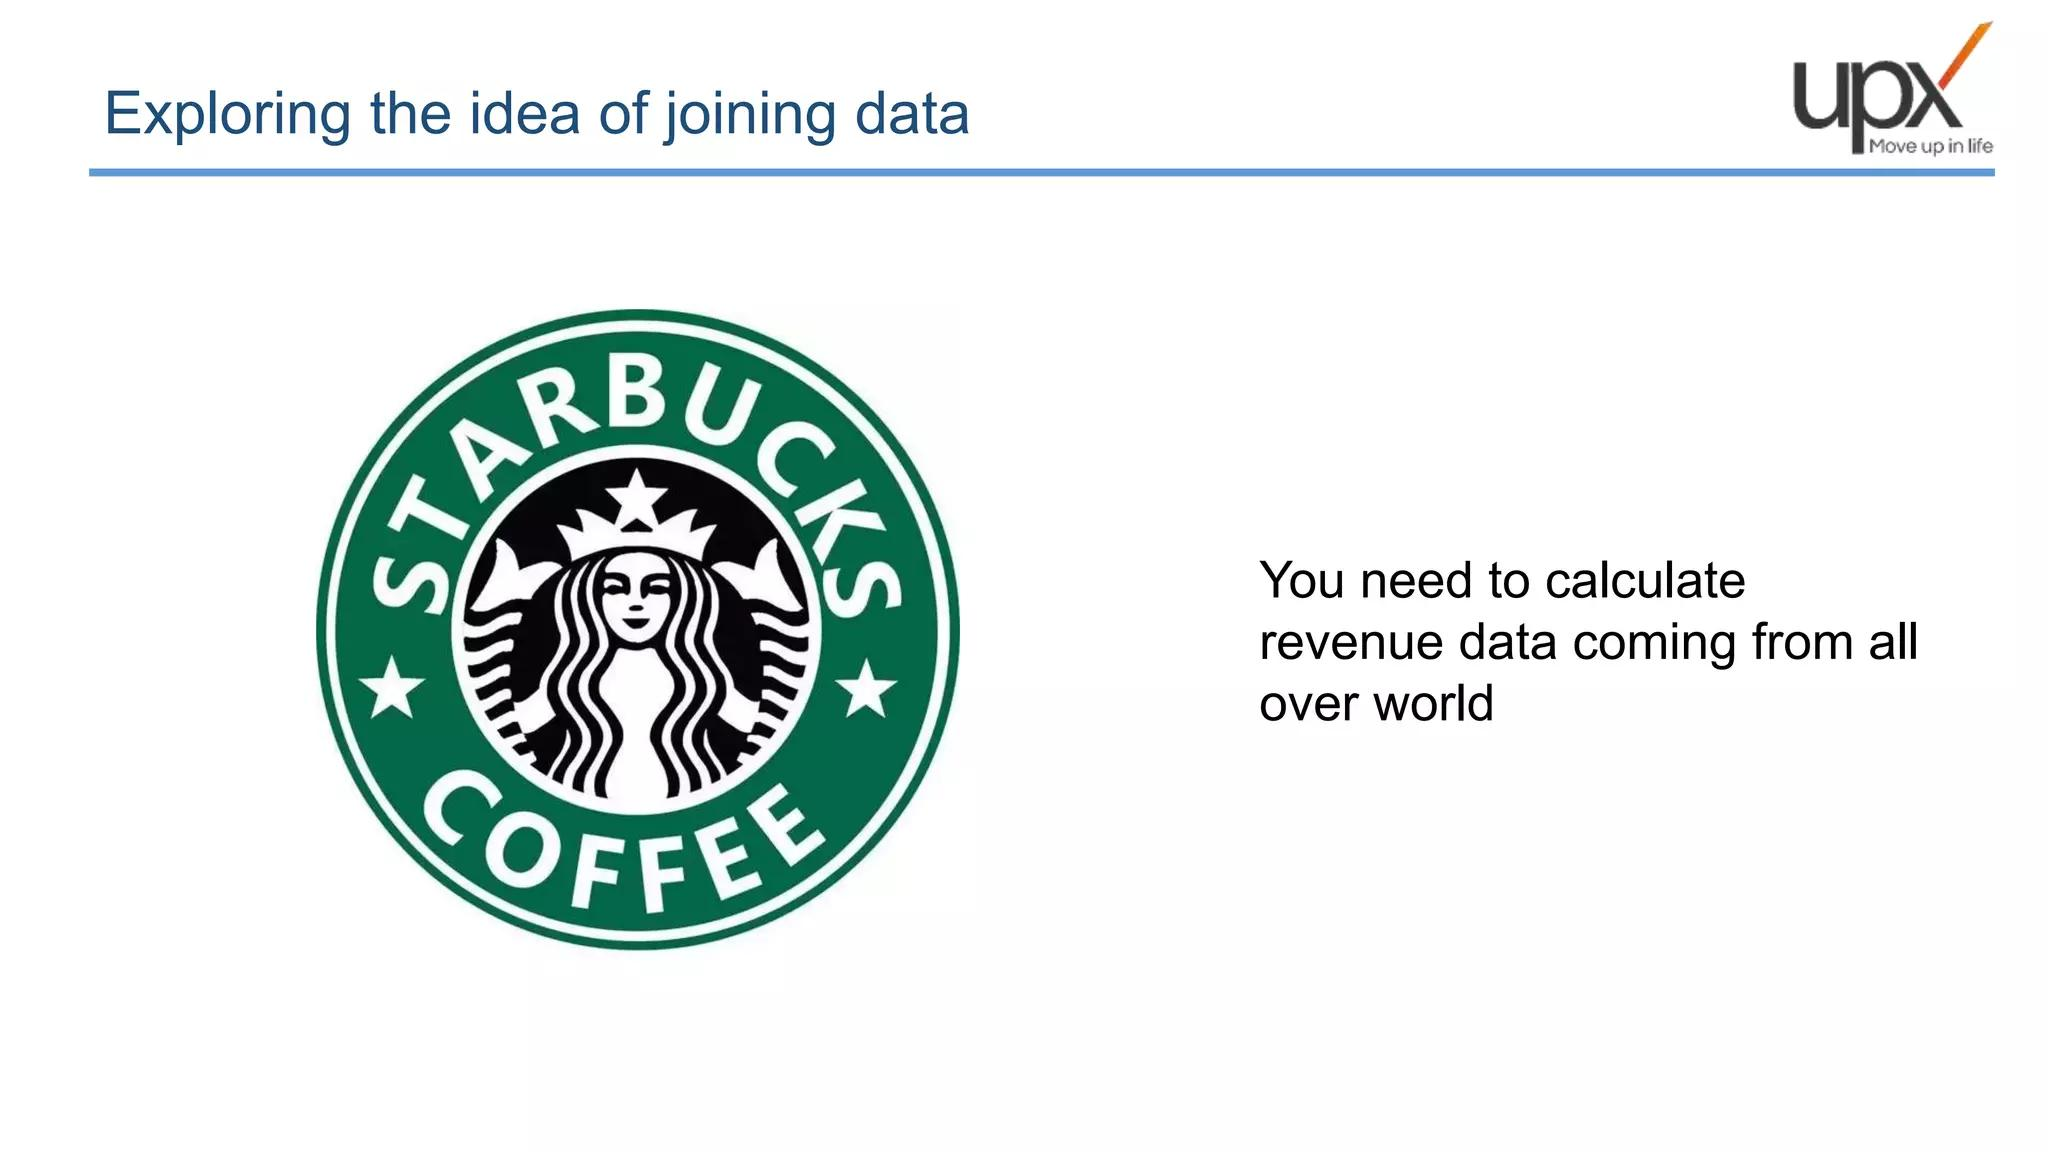 Exploring the idea of joining data
upx
Move up in life
STARBUCKS
COFFEE
You need to calculate
revenue data coming from all
over world